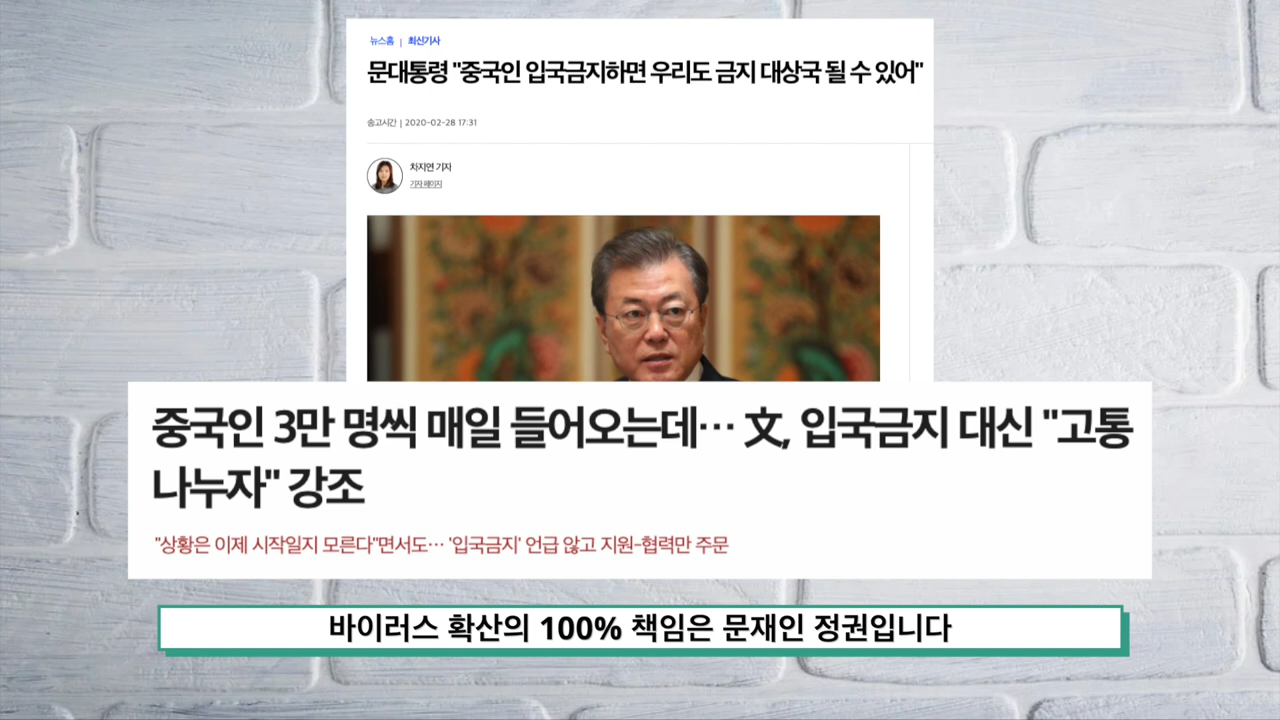 뉴스홈 | 최신기사
문대통령 "중국인 입국금지하면 우리도 금지 대상국 될 수 있어"
송고시간 | 2020-02-28 17:31
차지연 기자
기자 페이지
중국인 3만 명씩 매일 들어오는데… 文, 입국금지 대신 "고통
나누자" 강조
"상황은 이제 시작일지 모른다"면서도… '입국금지' 언급 않고 지원-협력만 주문
바이러스 확산의 100% 책임은 문재인 정권입니다